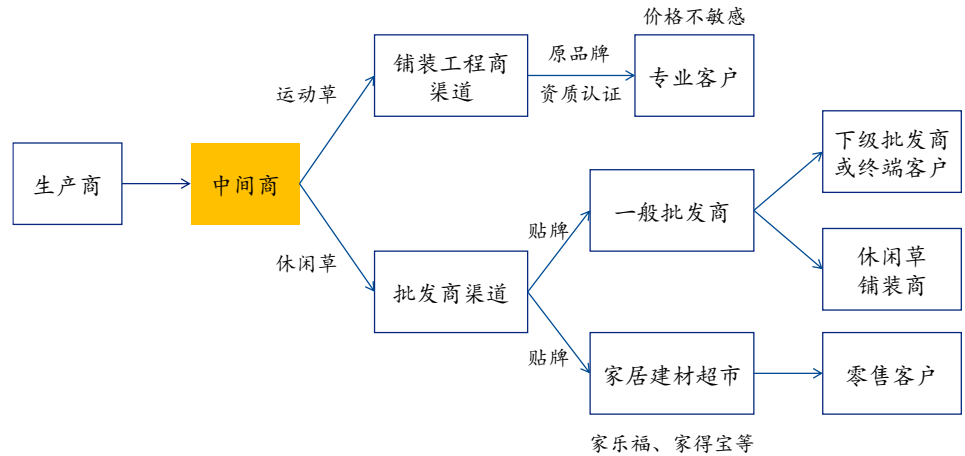 价格不敏感
铺装工程商
渠道
原品牌
资质认证
专业客户
运动草
生产商
中间商
休闲草
批发商渠道
贴牌
一般批发商
下级批发商
或终端客户
休闲草
铺装商
贴牌
家居建材超市
零售客户
家乐福、家得宝等